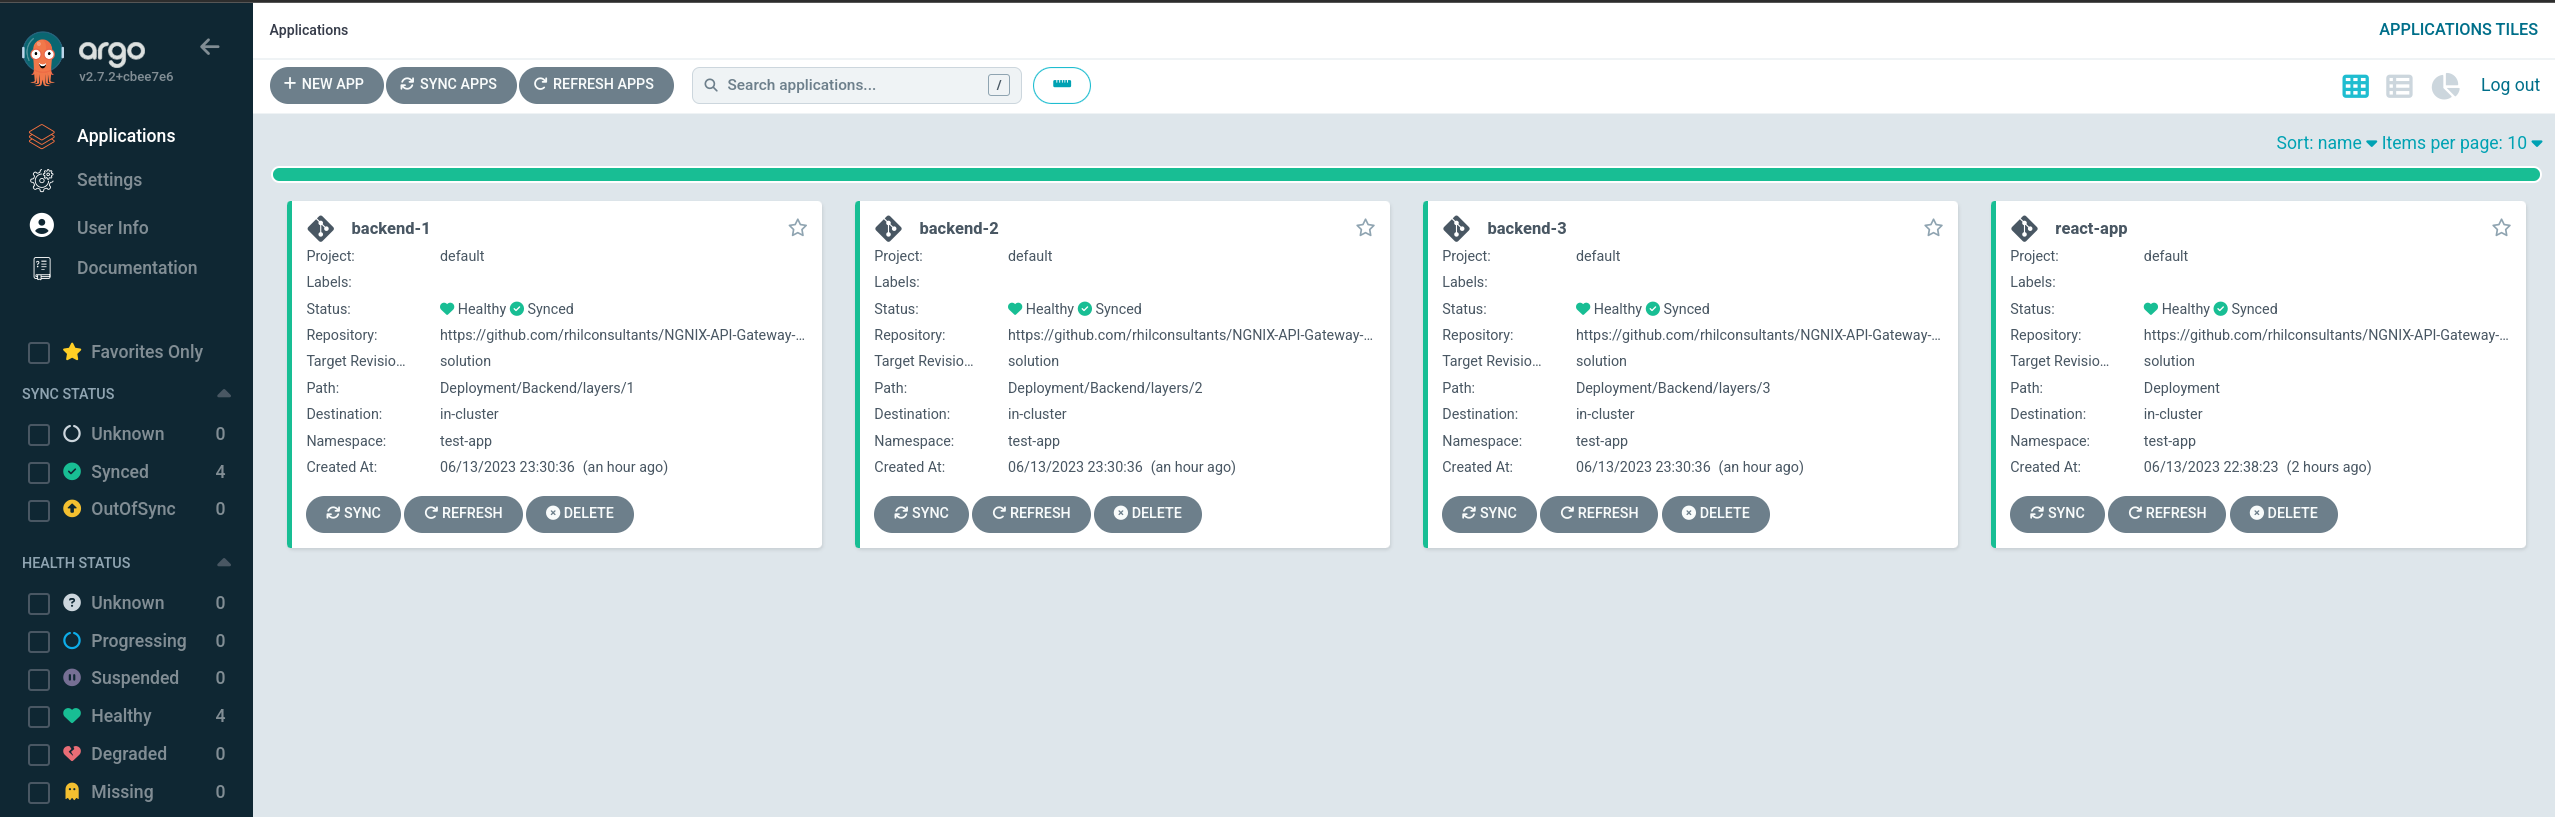 argo
v2.7.2+cbee7e6
Applications
Settings
User Info
Documentation
Favorites Only
SYNC STATUS
Unknown 0
Synced 4
OutOfSync 0
HEALTH STATUS
Unknown 0
Progressing 0
Suspended 0
Healthy 4
Degraded 0
Missing 0
Applications
APPLICATIONS TILES
NEW APP
SYNC APPS
REFRESH APPS
Search applications... /
Log out
Sort: name Items per page: 10
backend-1
Project: default
Labels:
Status: Healthy Synced
Repository: https://github.com/rhilconsultants/NGNIX-API-Gateway-...
Target Revisio... solution
Path: Deployment/Backend/layers/1
Destination: in-cluster
Namespace: test-app
Created At: 06/13/2023 23:30:36 (an hour ago)
SYNC REFRESH DELETE
backend-2
Project: default
Labels:
Status: Healthy Synced
Repository: https://github.com/rhilconsultants/NGNIX-API-Gateway-...
Target Revisio... solution
Path: Deployment/Backend/layers/2
Destination: in-cluster
Namespace: test-app
Created At: 06/13/2023 23:30:36 (an hour ago)
SYNC REFRESH DELETE
backend-3
Project: default
Labels:
Status: Healthy Synced
Repository: https://github.com/rhilconsultants/NGNIX-API-Gateway-...
Target Revisio... solution
Path: Deployment/Backend/layers/3
Destination: in-cluster
Namespace: test-app
Created At: 06/13/2023 23:30:36 (an hour ago)
SYNC REFRESH DELETE
react-app
Project: default
Labels:
Status: Healthy Synced
Repository: https://github.com/rhilconsultants/NGNIX-API-Gateway-...
Target Revisio... solution
Path: Deployment
Destination: in-cluster
Namespace: test-app
Created At: 06/13/2023 22:38:23 (2 hours ago)
SYNC REFRESH DELETE